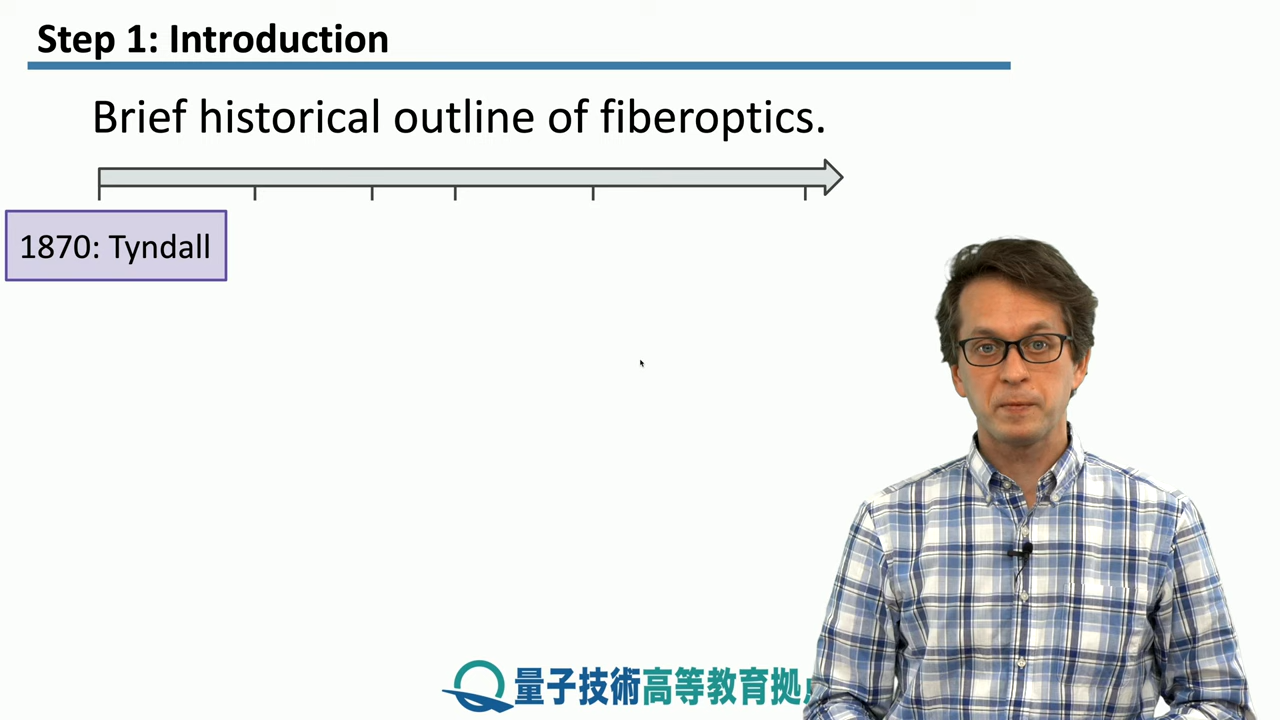 Step 1: Introduction
Brief historical outline of fiberoptics.
1870: Tyndall
量子技術高等教育拠